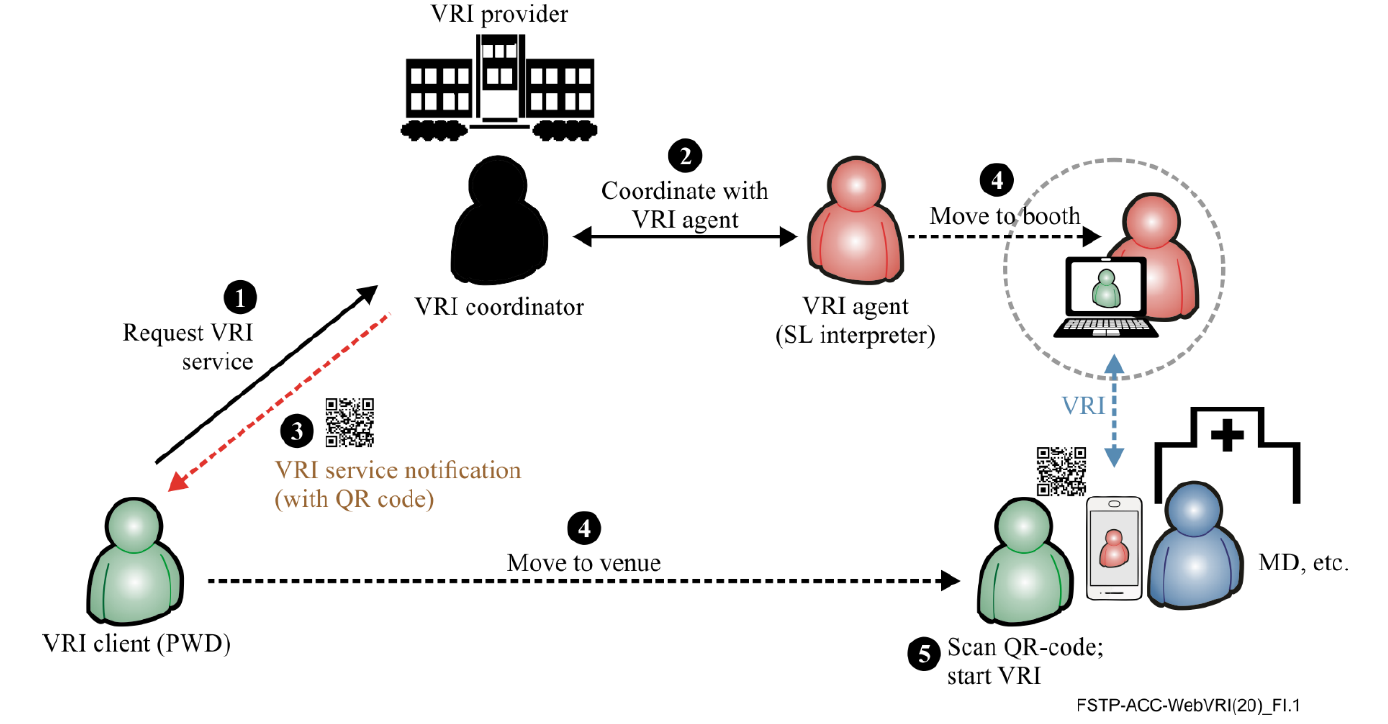 VRI provider
2
Coordinate with
VRI agent
4
Move to booth
VRI coordinator
VRI agent
(SL interpreter)
1
Request VRI
service
3
VRI service notification
(with QR code)
VRI
4
Move to venue
MD, etc.
VRI client (PWD)
5 Scan QR-code;
start VRI
FSTP-ACC-WebVRI(20)_FI.1